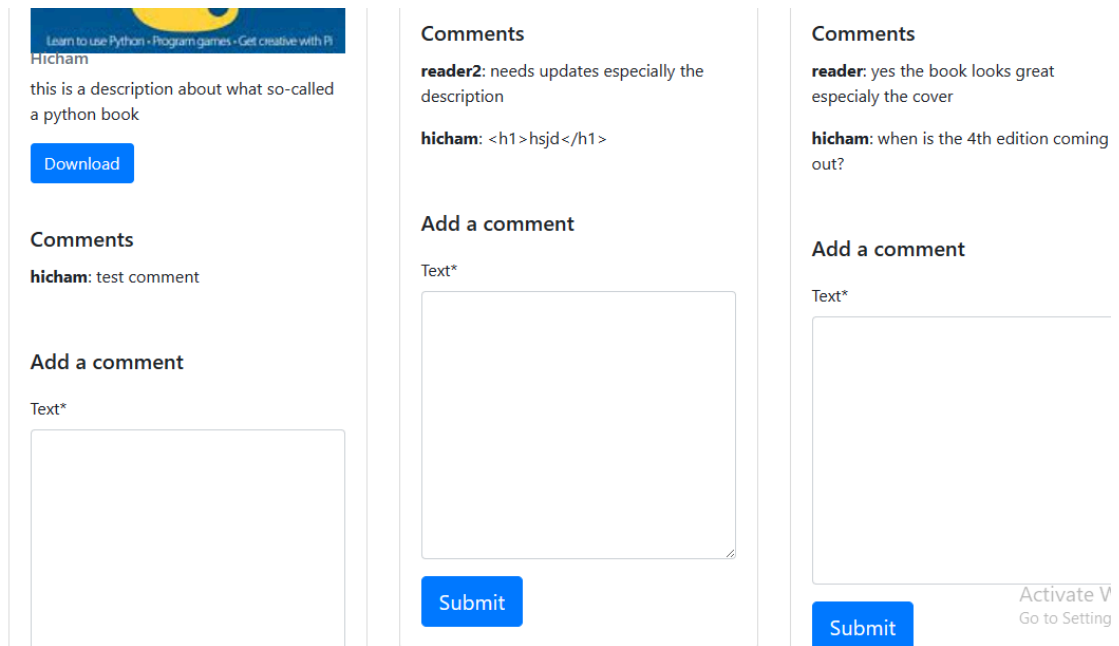 Learn to use Python • Program games • Get creative with Pi
Hicham
this is a description about what so-called
a python book
Download
Comments
hicham: test comment
Add a comment
Text*
Comments
reader2: needs updates especially the
description
hicham: <h1>hsjd</h1>
Add a comment
Text*
Submit
Comments
reader: yes the book looks great
especialy the cover
hicham: when is the 4th edition coming
out?
Add a comment
Text*
Submit
Activate
Go to Setting